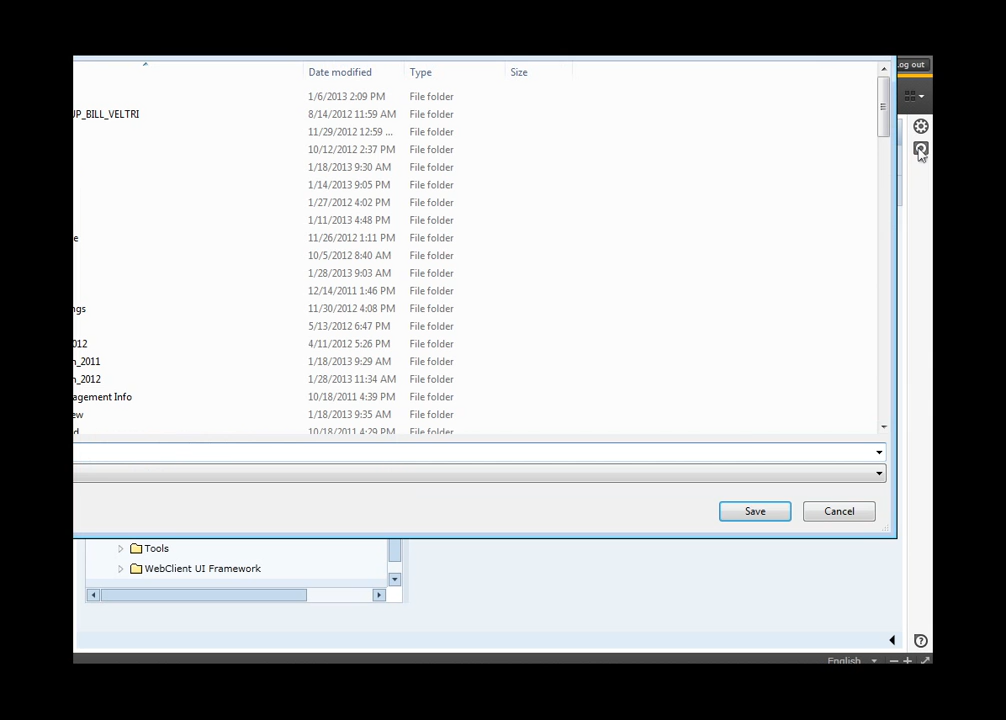 Log out
Date modified Type Size
1/6/2013 2:09 PM File folder
UP_BILL_VELTRI 8/14/2012 11:59 AM File folder
11/29/2012 12:59 ... File folder
10/12/2012 2:37 PM File folder
1/18/2013 9:30 AM File folder
1/14/2013 9:05 PM File folder
1/27/2012 4:02 PM File folder
1/11/2013 4:48 PM File folder
e 11/26/2012 1:11 PM File folder
10/5/2012 8:40 AM File folder
1/28/2013 9:03 AM File folder
12/14/2011 1:46 PM File folder
ngs 11/30/2012 4:08 PM File folder
5/13/2012 6:47 PM File folder
012 4/11/2012 5:26 PM File folder
n_2011 1/18/2013 9:29 AM File folder
n_2012 1/28/2013 11:34 AM File folder
agement Info 10/18/2011 4:39 PM File folder
ew 1/18/2013 9:35 AM File folder
d 10/18/2011 4:29 PM File folder
Save Cancel
Tools
WebClient UI Framework
English